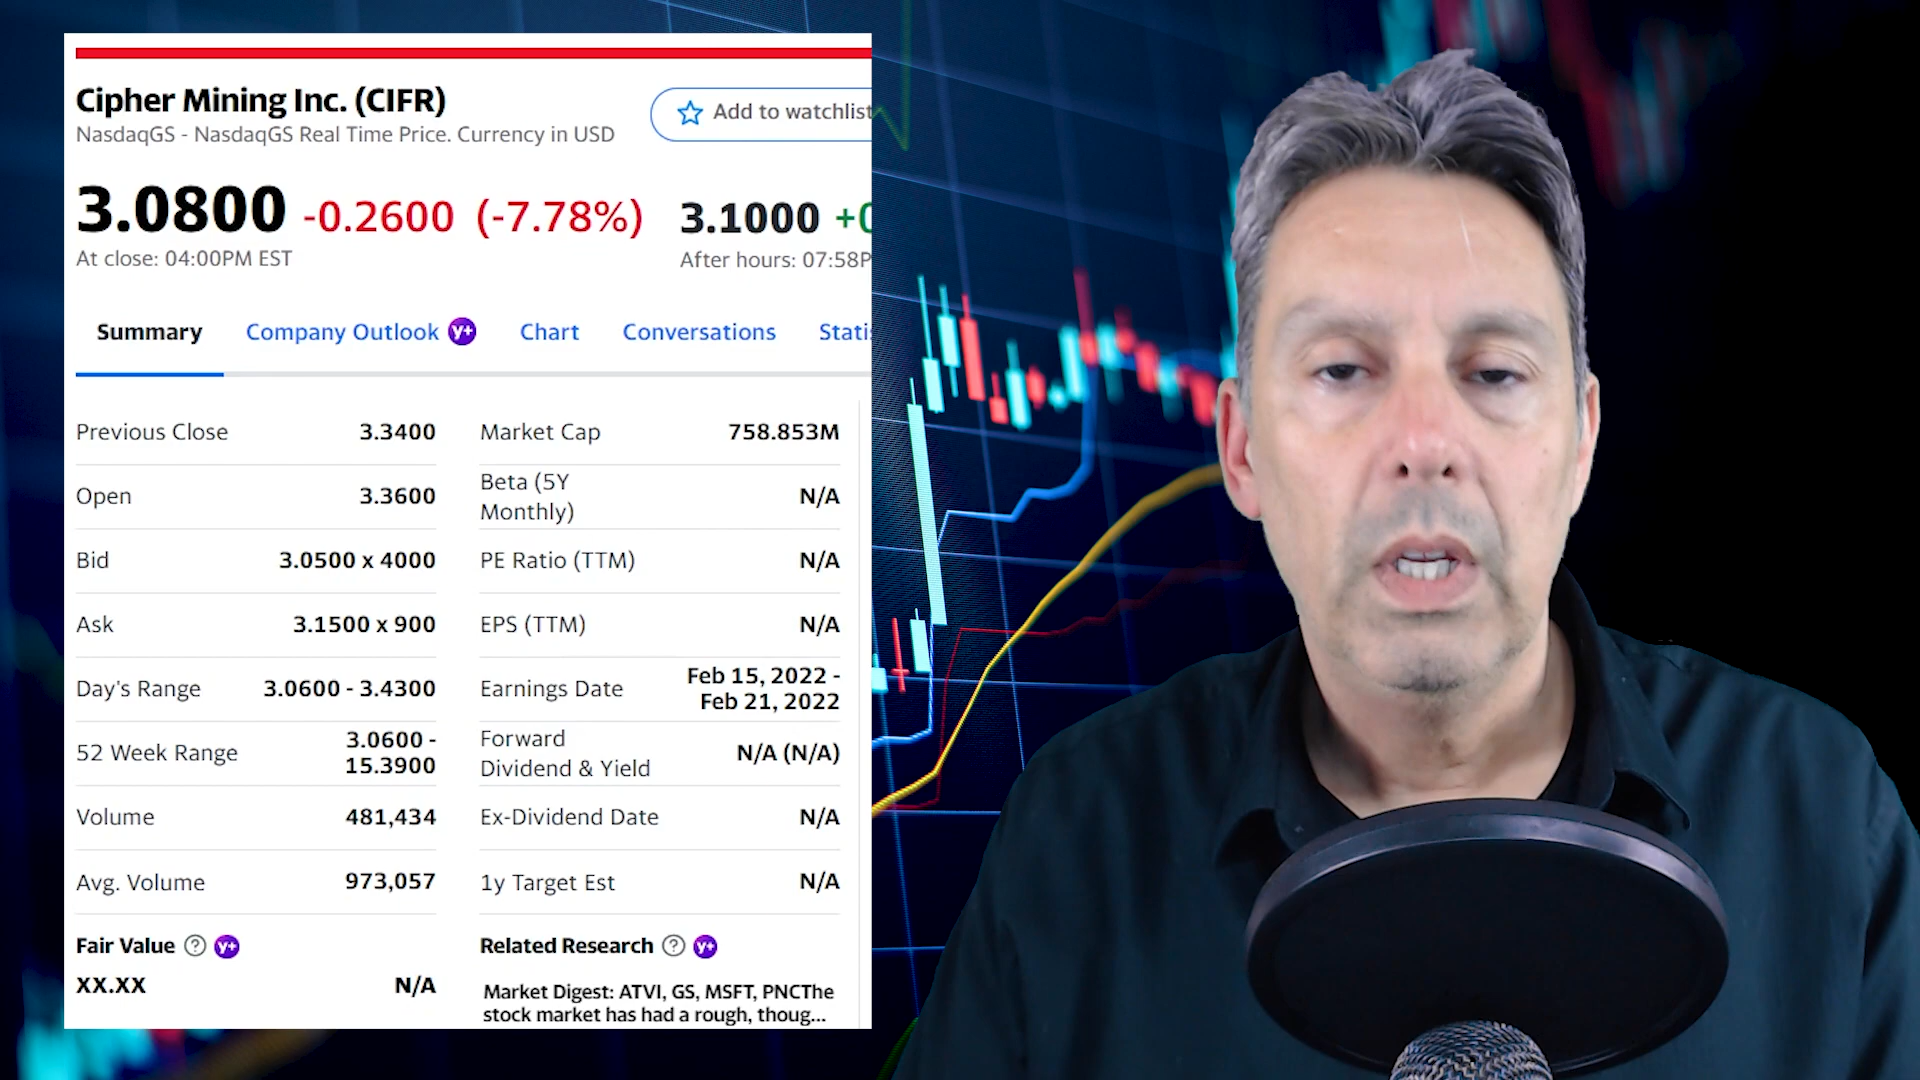 Cipher Mining Inc. (CIFR)
Add to watchlist
NasdaqGS - NasdaqGS Real Time Price. Currency in USD
3.0800 -0.2600 (-7.78%) 3.1000 +0
At close: 04:00PM EST
After hours: 07:58P
Summary
Company Outlook y+
Chart
Conversations
Stati
Previous Close 3.3400
Open 3.3600
Bid 3.0500 x 4000
Ask 3.1500 x 900
Day's Range 3.0600 - 3.4300
52 Week Range 3.0600 -
15.3900
Volume 481,434
Avg. Volume 973,057
Market Cap 758.853M
Beta (5Y
Monthly) N/A
PE Ratio (TTM) N/A
EPS (TTM) N/A
Earnings Date Feb 15, 2022 -
Feb 21, 2022
Forward
Dividend & Yield N/A (N/A)
Ex-Dividend Date N/A
1y Target Est N/A
Fair Value ? y+
XX.XX N/A
Related Research ? y+
Market Digest: ATVI, GS, MSFT, PNCThe
stock market has had a rough, thoug...